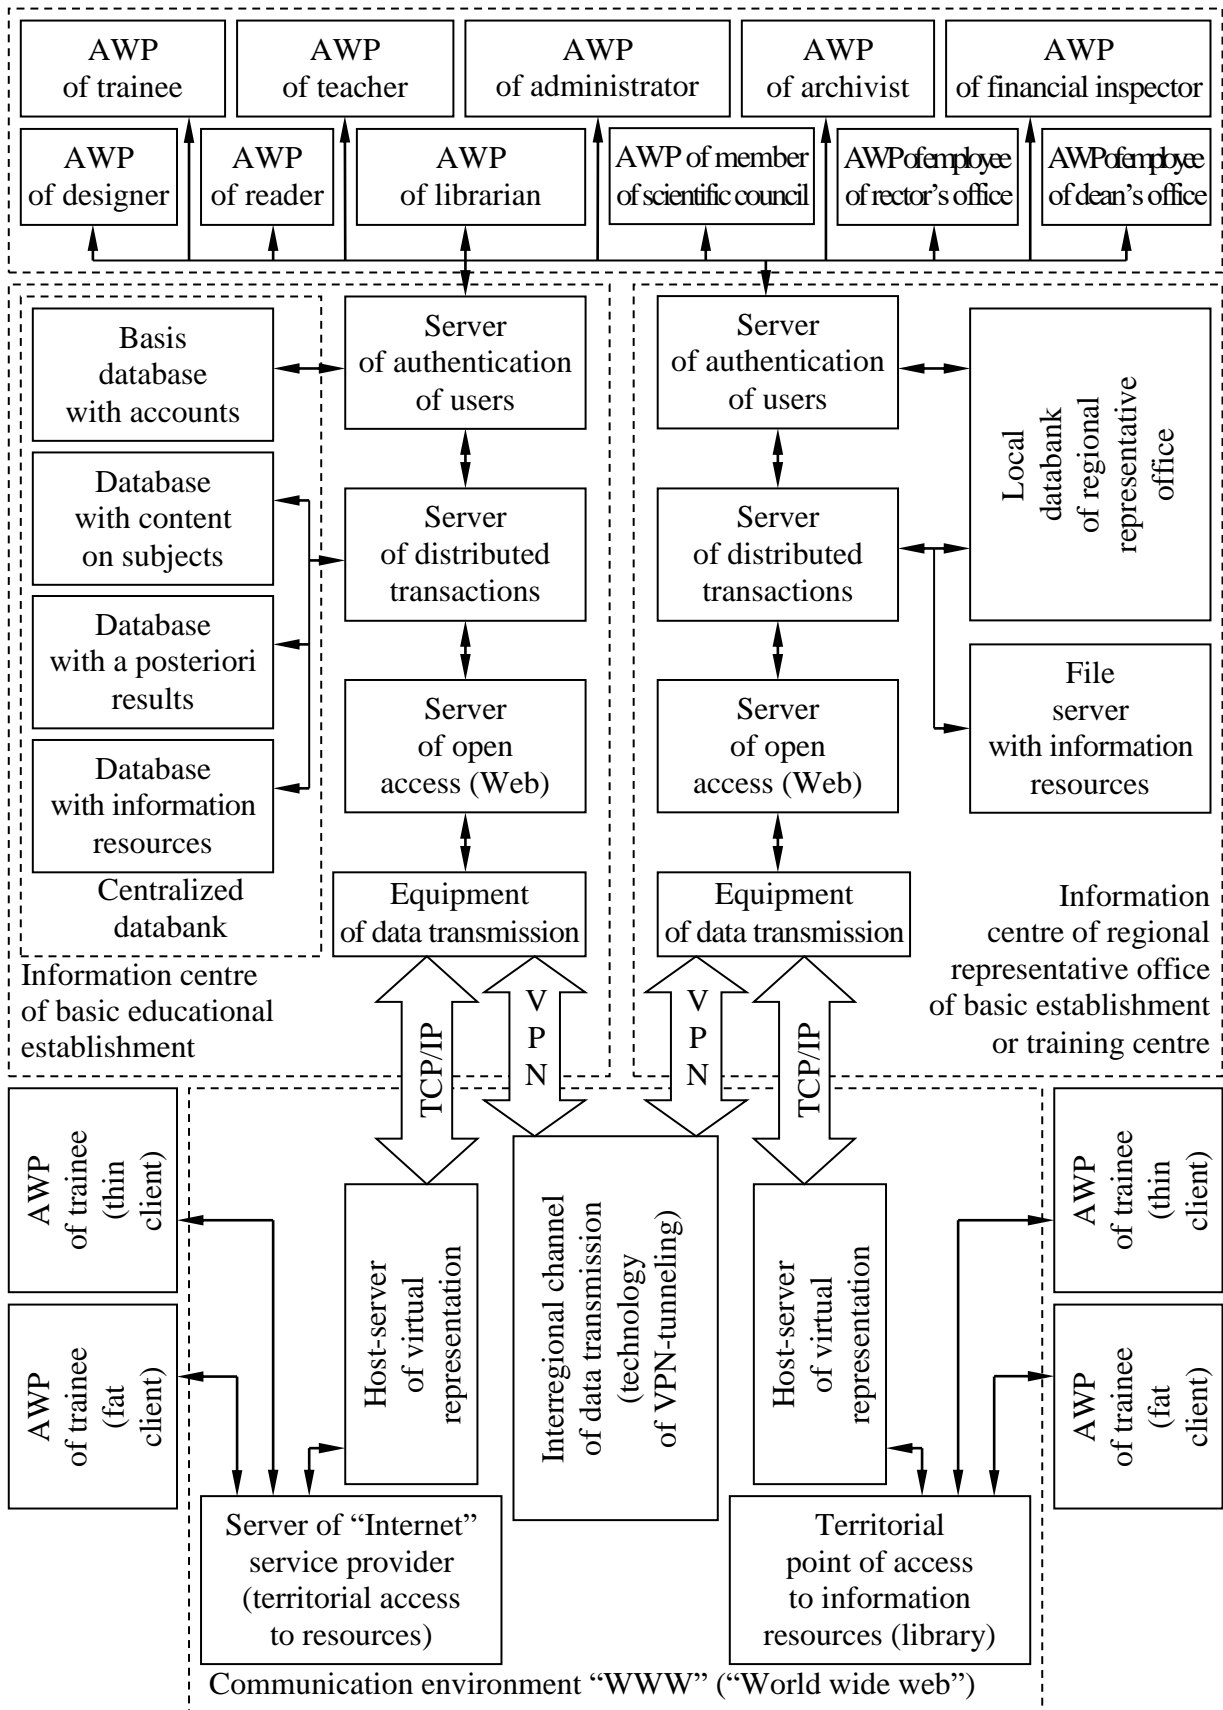 AWP
of trainee
AWP
of teacher
AWP
of administrator
AWP
of archivist
AWP
of financial inspector
AWP
of designer
AWP
of reader
AWP
of librarian
AWP of member
of scientific council
AWP of employee
of rector's office
AWP of employee
of dean's office
Basis
database
with accounts
Database
with content
on subjects
Database
with a posteriori
results
Database
with information
resources
Centralized
databank
Information centre
of basic educational
establishment
Server
of authentication
of users
Server
of distributed
transactions
Server
of open
access (Web)
Equipment
of data transmission
Server
of authentication
of users
Server
of distributed
transactions
Server
of open
access (Web)
Equipment
of data transmission
Local
databank
of regional
representative
office
File
server
with information
resources
Information
centre of regional
representative office
of basic establishment
or training centre
TCP/IP
VPN
VPN
TCP/IP
AWP
of trainee
(thin
client)
AWP
of trainee
(fat
client)
Host-server
of virtual
representation
Interregional channel
of data transmission
(technology
of VPN-tunneling)
Host-server
of virtual
representation
AWP
of trainee
(thin
client)
AWP
of trainee
(fat
client)
Server of “Internet”
service provider
(territorial access
to resources)
Territorial
point of access
to information
resources (library)
Communication environment “WWW” (“World wide web”)